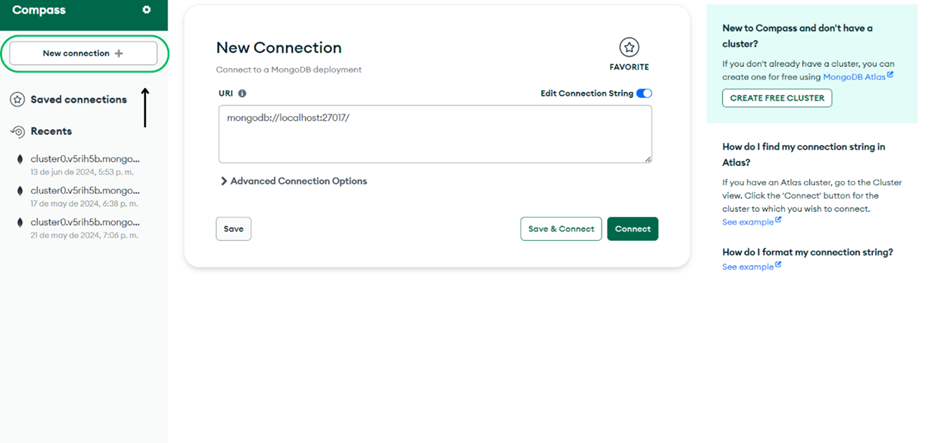 Compass
New connection +
Saved connections
Recents
cluster0.v5rih5b.mongo...
13 de jun de 2024, 5:53 p. m.
cluster0.v5rih5b.mongo...
17 de may de 2024, 6:38 p. m.
cluster0.v5rih5b.mongo...
21 de may de 2024, 7:06 p. m.
New Connection
Connect to a MongoDB deployment
FAVORITE
URI
Edit Connection String
mongodb://localhost:27017/
Advanced Connection Options
Save
Save & Connect
Connect
New to Compass and don't have a
cluster?
If you don't already have a cluster, you can
create one for free using MongoDB Atlas
CREATE FREE CLUSTER
How do I find my connection string in
Atlas?
If you have an Atlas cluster, go to the Cluster
view. Click the 'Connect' button for the
cluster to which you wish to connect.
See example
How do I format my connection string?
See example